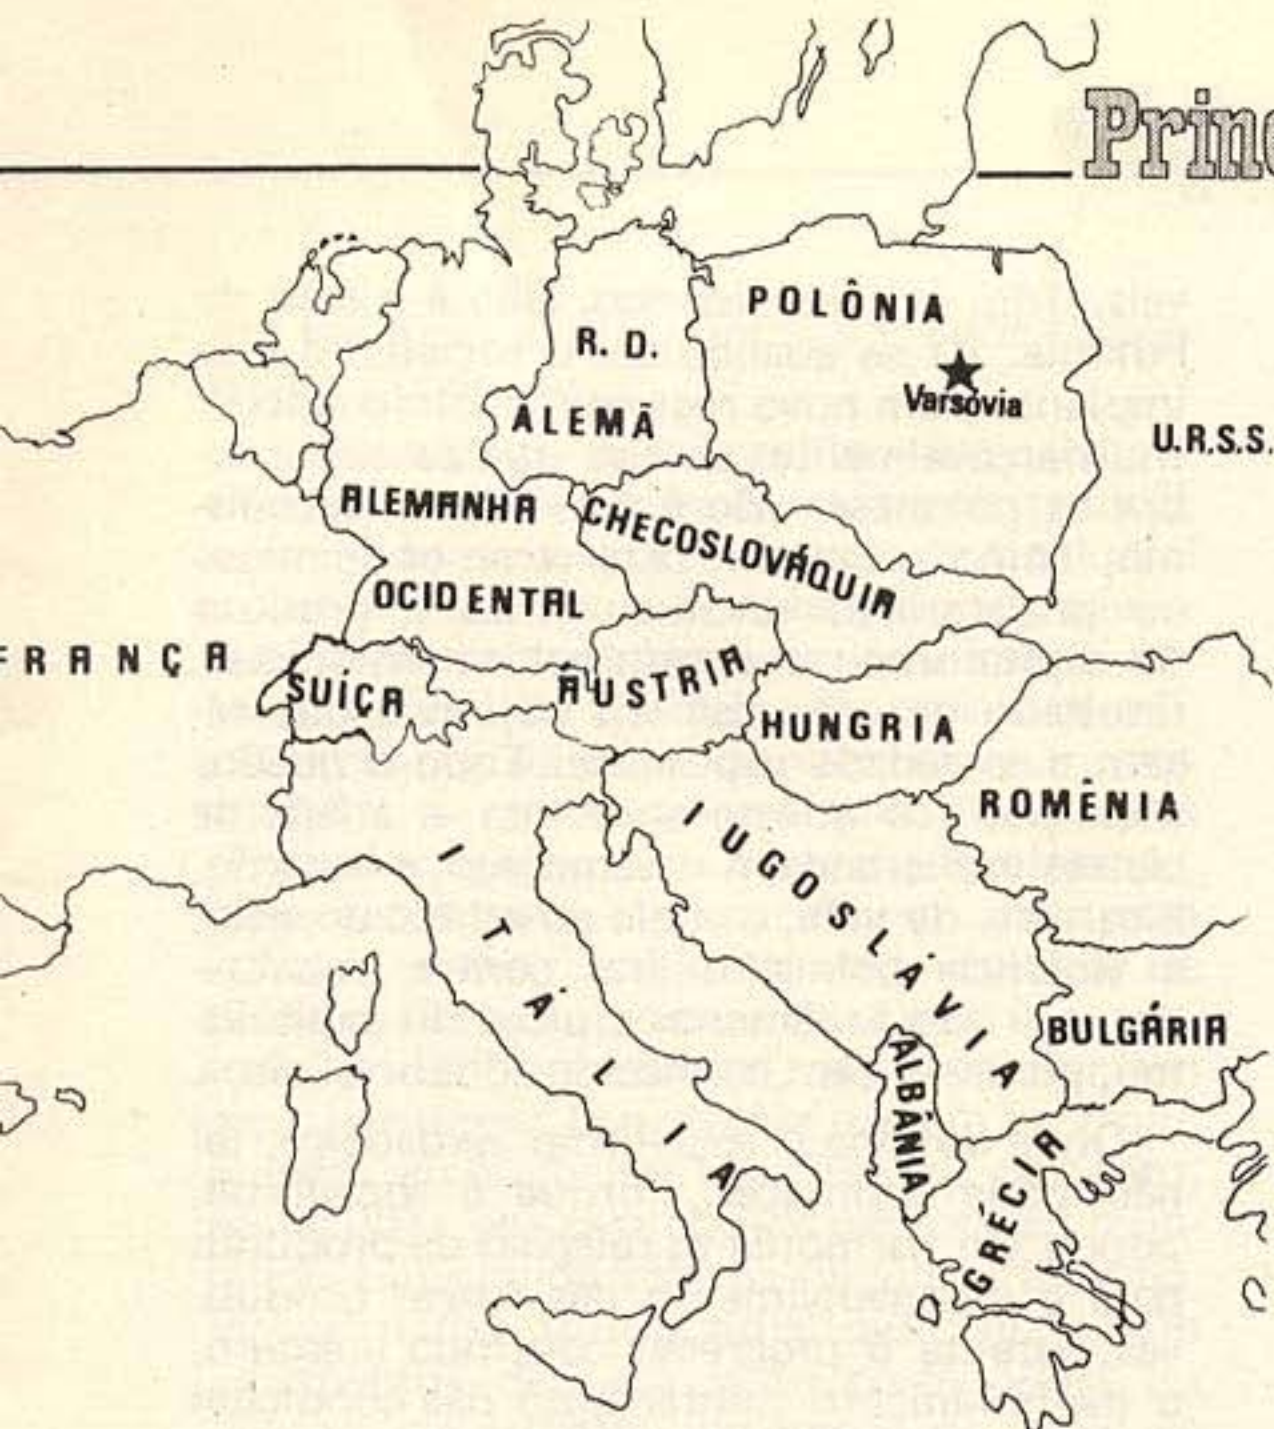 Princ
POLÔNIA
R. D.
ALEMÃ
Varsóvia
U.R.S.S.
ALEMANHA
OCIDENTAL
CHECOSLOVÁQUIA
FRANÇA
SUÍÇA
ÁUSTRIA
HUNGRIA
ROMÊNIA
IUGOSLÁVIA
ITÁLIA
BULGÁRIA
ALBÂNIA
GRÉCIA